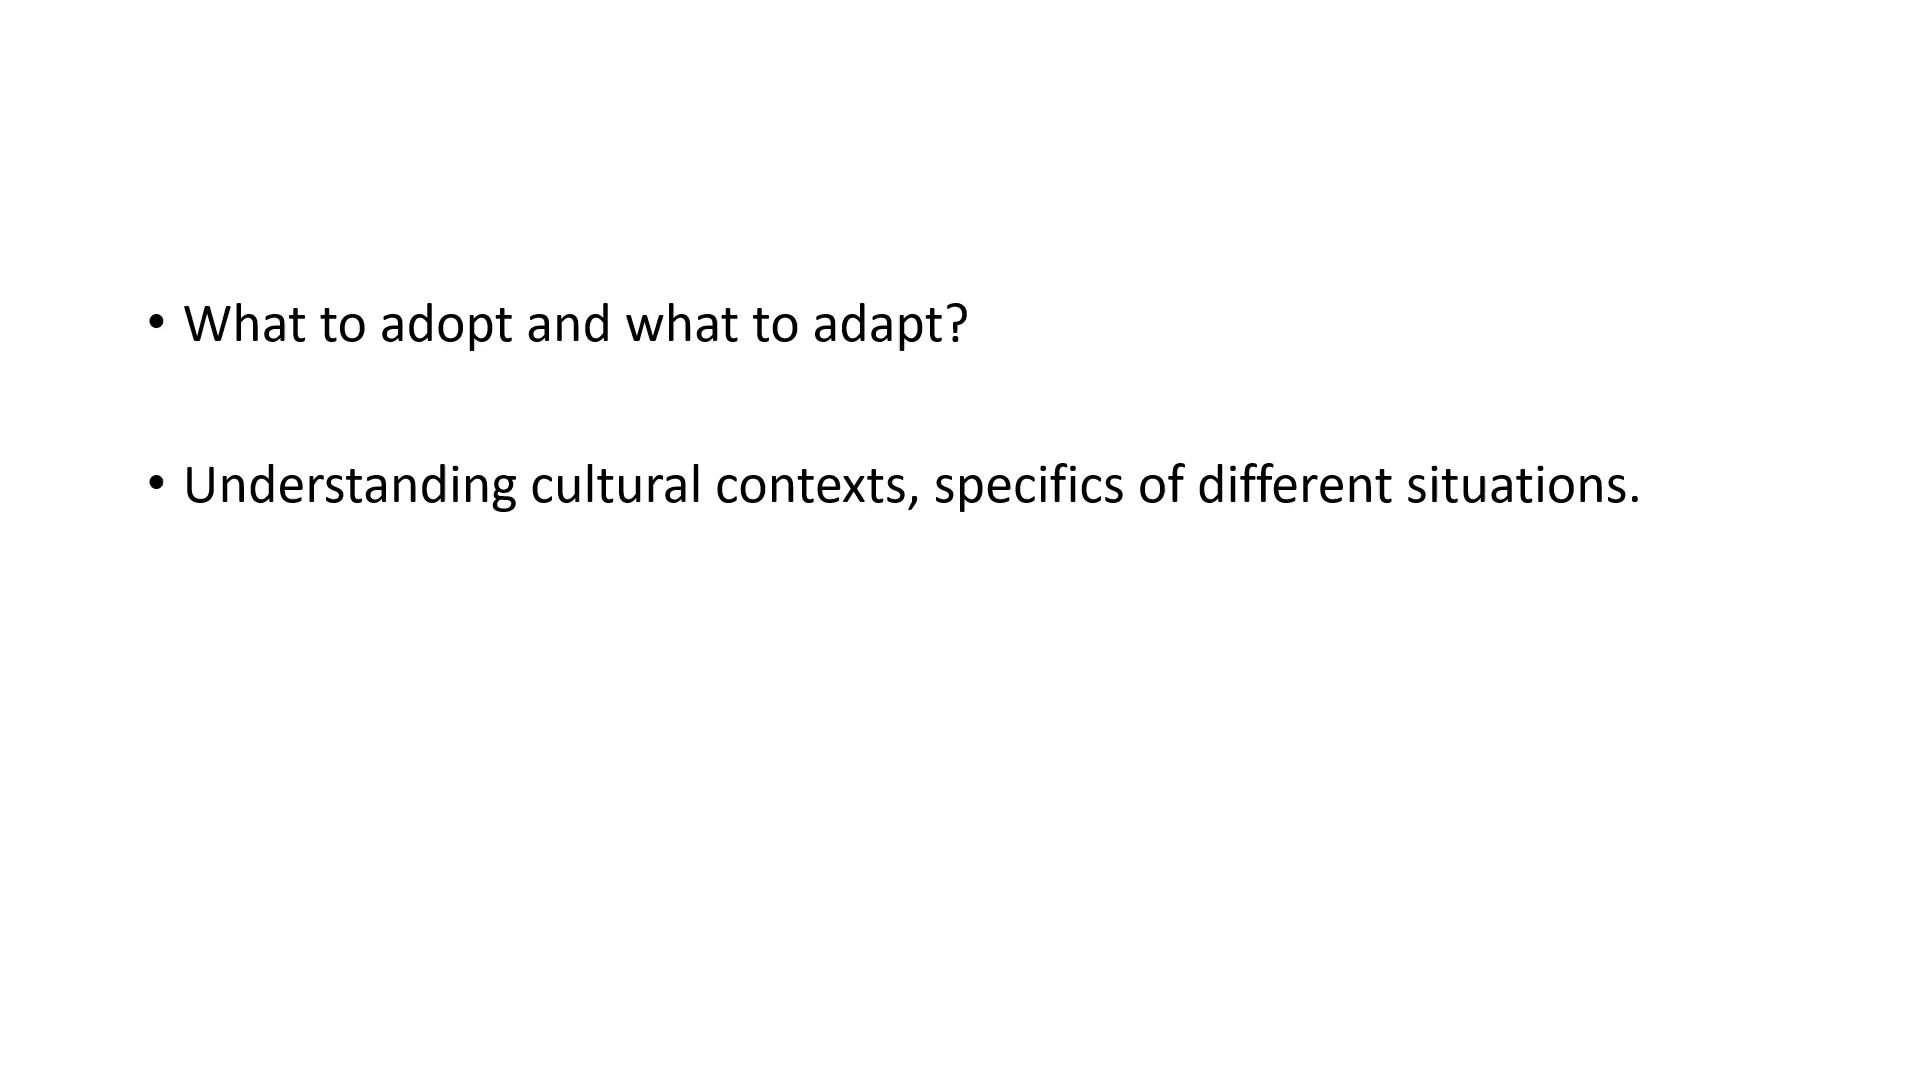 • What to adopt and what to adapt?
• Understanding cultural contexts, specifics of different situations.